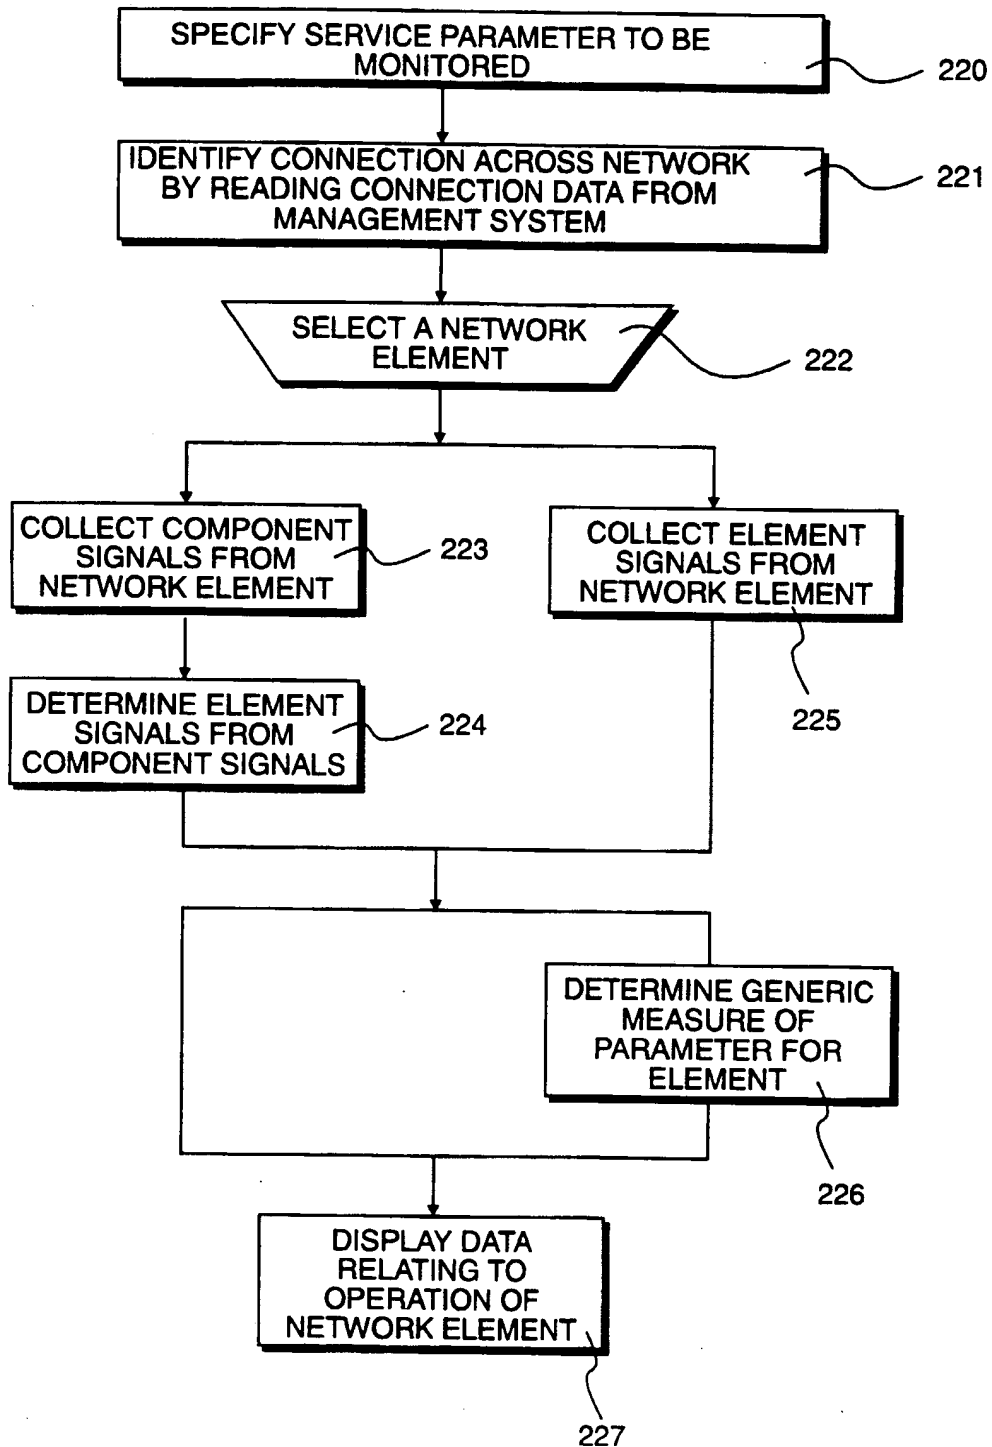 SPECIFY SERVICE PARAMETER TO BE
MONITORED
220
IDENTIFY CONNECTION ACROSS NETWORK
BY READING CONNECTION DATA FROM
MANAGEMENT SYSTEM
221
SELECT A NETWORK
ELEMENT
222
COLLECT COMPONENT
SIGNALS FROM
NETWORK ELEMENT
223
COLLECT ELEMENT
SIGNALS FROM
NETWORK ELEMENT
225
DETERMINE ELEMENT
SIGNALS FROM
COMPONENT SIGNALS
224
DETERMINE GENERIC
MEASURE OF
PARAMETER FOR
ELEMENT
226
DISPLAY DATA
RELATING TO
OPERATION OF
NETWORK ELEMENT
227